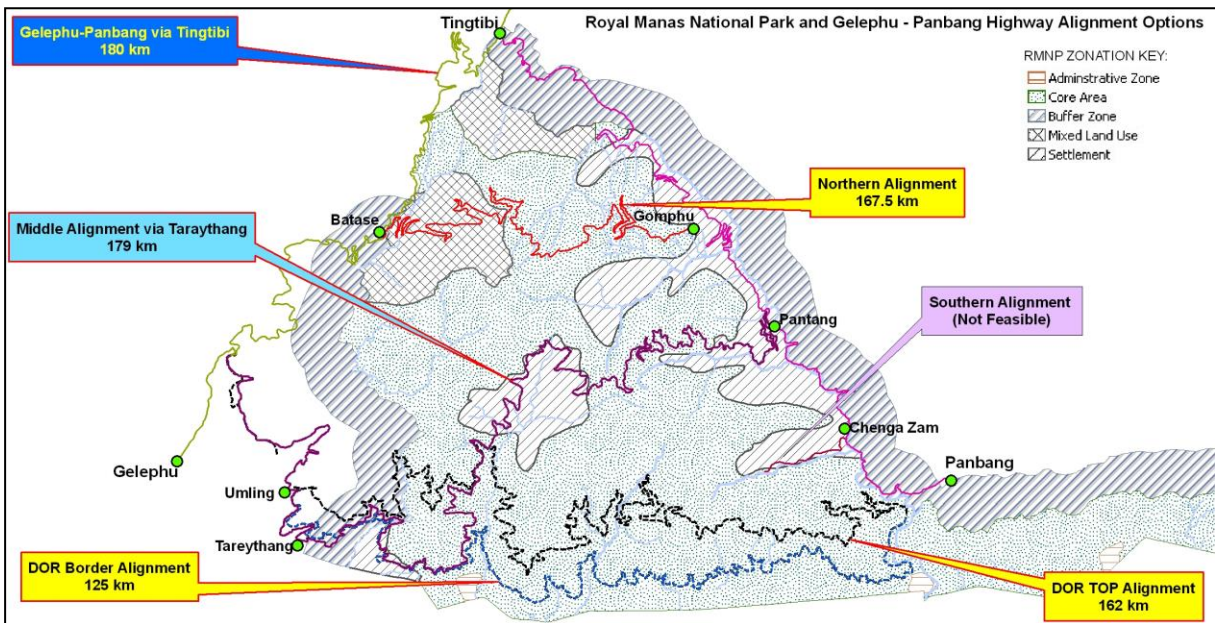 Royal Manas National Park and Gelephu - Panbang Highway Alignment Options
Tingtibi
Gelephu-Panbang via Tingtibi
180 km
RMNP ZONATION KEY:
Adminstrative Zone
Core Area
Buffer Zone
Mixed Land Use
Settlement
Northern Alignment
167.5 km
Batase
Gomphu
Middle Alignment via Taraythang
179 km
Southern Alignment
(Not Feasible)
Pantang
Chenga Zam
Gelephu
Panbang
Umling
Tareythang
DOR Border Alignment
125 km
DOR TOP Alignment
162 km